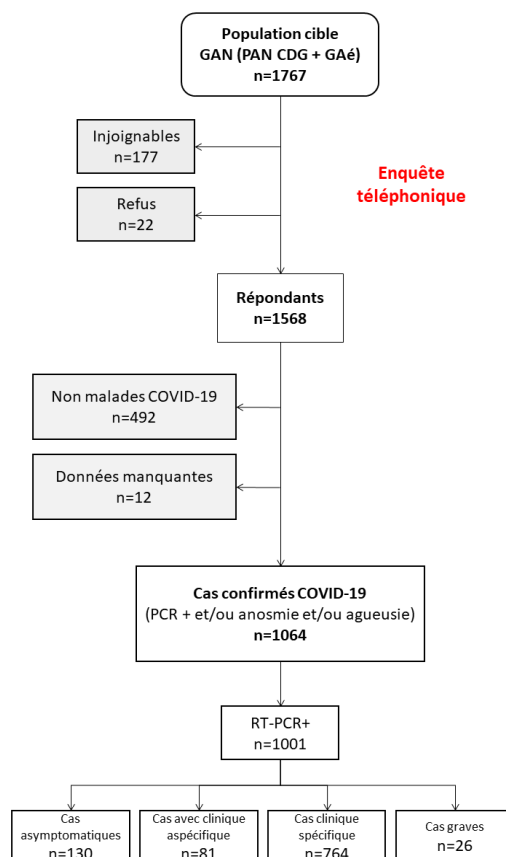 Population cible
GAN (PAN CDG + GAé)
n=1767
Injoignables
n=177
Enquête
téléphonique
Refus
n=22
Répondants
n=1568
Non malades COVID-19
n=492
Données manquantes
n=12
Cas confirmés COVID-19
(PCR + et/ou anosmie et/ou agueusie)
n=1064
RT-PCR+
n=1001
Cas
asymptomatiques
n=130
Cas avec clinique
aspécifique
n=81
Cas clinique
spécifique
n=764
Cas graves
n=26